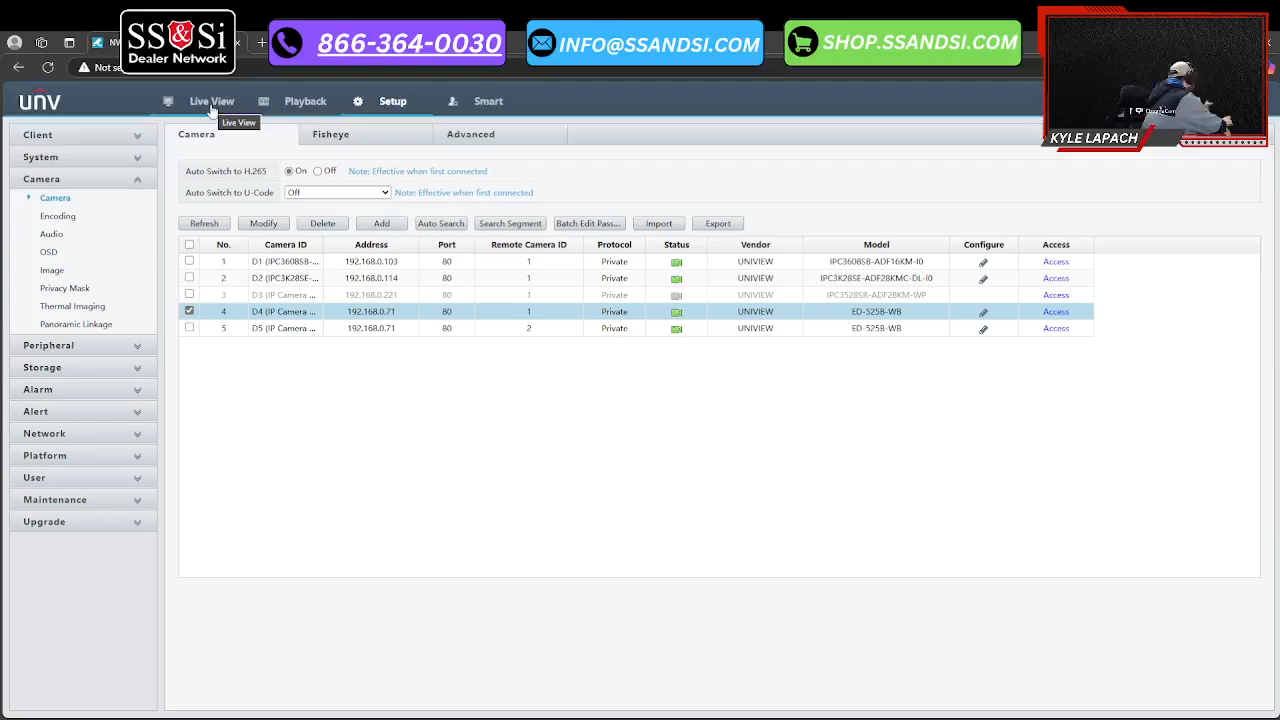 SS&Si
Dealer Network
866-364-0030
INFO@SSANDSI.COM
SHOP.SSANDSI.COM
Not se
KYLE LAPACH
unv
Live View
Playback
Setup
Smart
Live View
Client
System
Camera
Camera
Encoding
Audio
OSD
Image
Privacy Mask
Thermal Imaging
Panoramic Linkage
Peripheral
Storage
Alarm
Alert
Network
Platform
User
Maintenance
Upgrade
Camera
Fisheye
Advanced
Auto Switch to H.265 On Off Note: Effective when first connected
Auto Switch to U-Code Off Note: Effective when first connected
Refresh Modify Delete Add Auto Search Search Segment Batch Edit Pass... Import Export
No. Camera ID Address Port Remote Camera ID Protocol Status Vendor Model Configure Access
1 D1 (IPC3608SB-... 192.168.0.103 80 1 Private UNIVIEW IPC3608SB-ADF16KM-I0 Access
2 D2 (IPC3K28SE-... 192.168.0.114 80 1 Private UNIVIEW IPC3K28SE-ADF28KMC-DL-I0 Access
3 D3 (IP Camera ... 192.168.0.221 80 1 Private UNIVIEW IPC3528SR-ADF28KM-WP Access
4 D4 (IP Camera ... 192.168.0.71 80 1 Private UNIVIEW ED-525B-WB Access
5 D5 (IP Camera ... 192.168.0.71 80 2 Private UNIVIEW ED-525B-WB Access